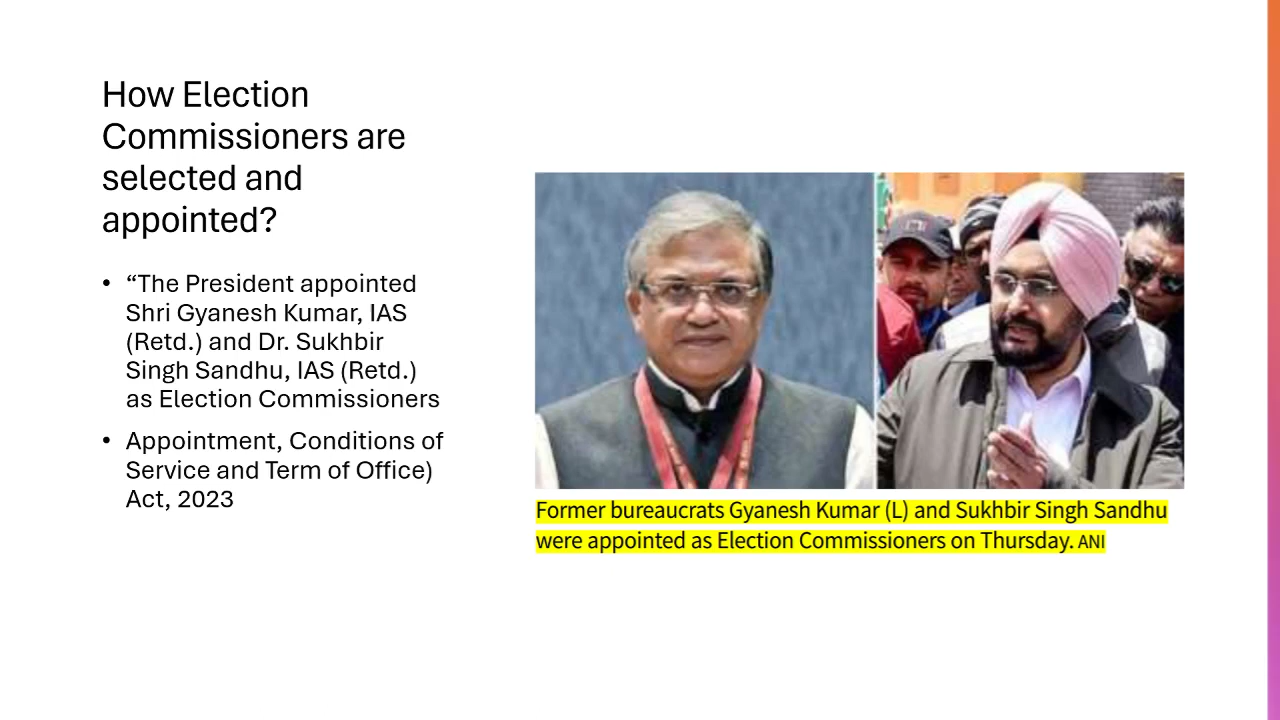 How Election
Commissioners are
selected and
appointed?
• “The President appointed
Shri Gyanesh Kumar, IAS
(Retd.) and Dr. Sukhbir
Singh Sandhu, IAS (Retd.)
as Election Commissioners
• Appointment, Conditions of
Service and Term of Office)
Act, 2023
Former bureaucrats Gyanesh Kumar (L) and Sukhbir Singh Sandhu
were appointed as Election Commissioners on Thursday. ANI